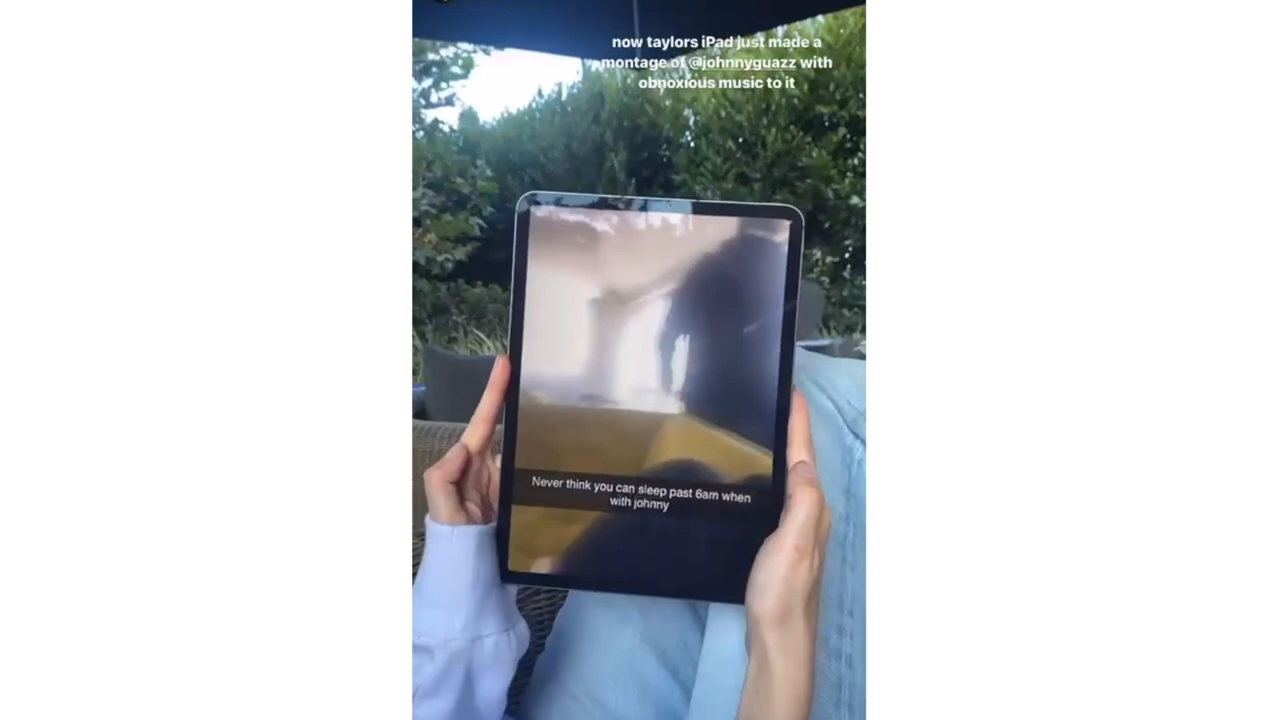 now taylors iPad just made a
montage of @johnnyguazz with
obnoxious music to it
Never think you can sleep past 6am when
with johnny